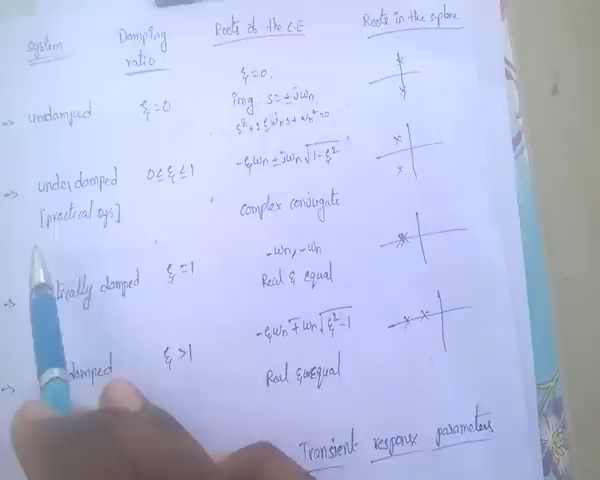 system Damping ratio Roots of the C.E Roots in the s-plane
→ undamped ξ=0 ξ=0.
img. s=±jωn.
s²+2ξωns+ωn²=0
→ underdamped 0≤ξ≤1 -ξωn±jωn√1-ξ²
[practical sys] complex conjugate
→ tically damped ξ=1 -ωn,-ωn
Real & equal
→ damped ξ>1 -ξωn∓ωn√ξ²-1
Real & unequal
Transient response parameters